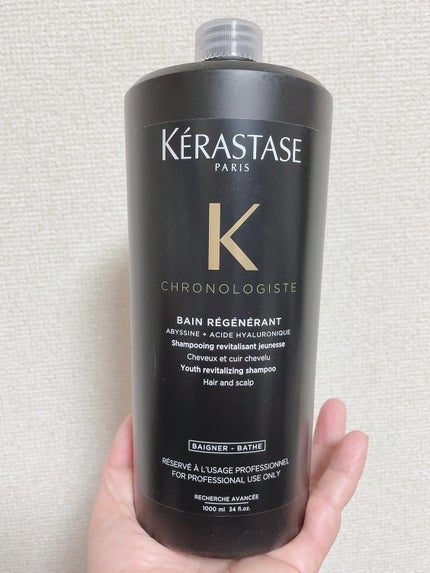 KÉRASTASE
PARIS
K
CHRONOLOGISTE
BAIN RÉGÉNÉRANT
ABYSSINE + ACIDE HYALURONIQUE
Shampooing revitalisant jeunesse
Cheveux et cuir chevelu
Youth revitalizing shampoo
Hair and scalp
BAIGNER - BATHE
RÉSERVÉ À L'USAGE PROFESSIONNEL
FOR PROFESSIONAL USE ONLY
RECHERCHE AVANCÉE
1000 ml 34 fl.oz.